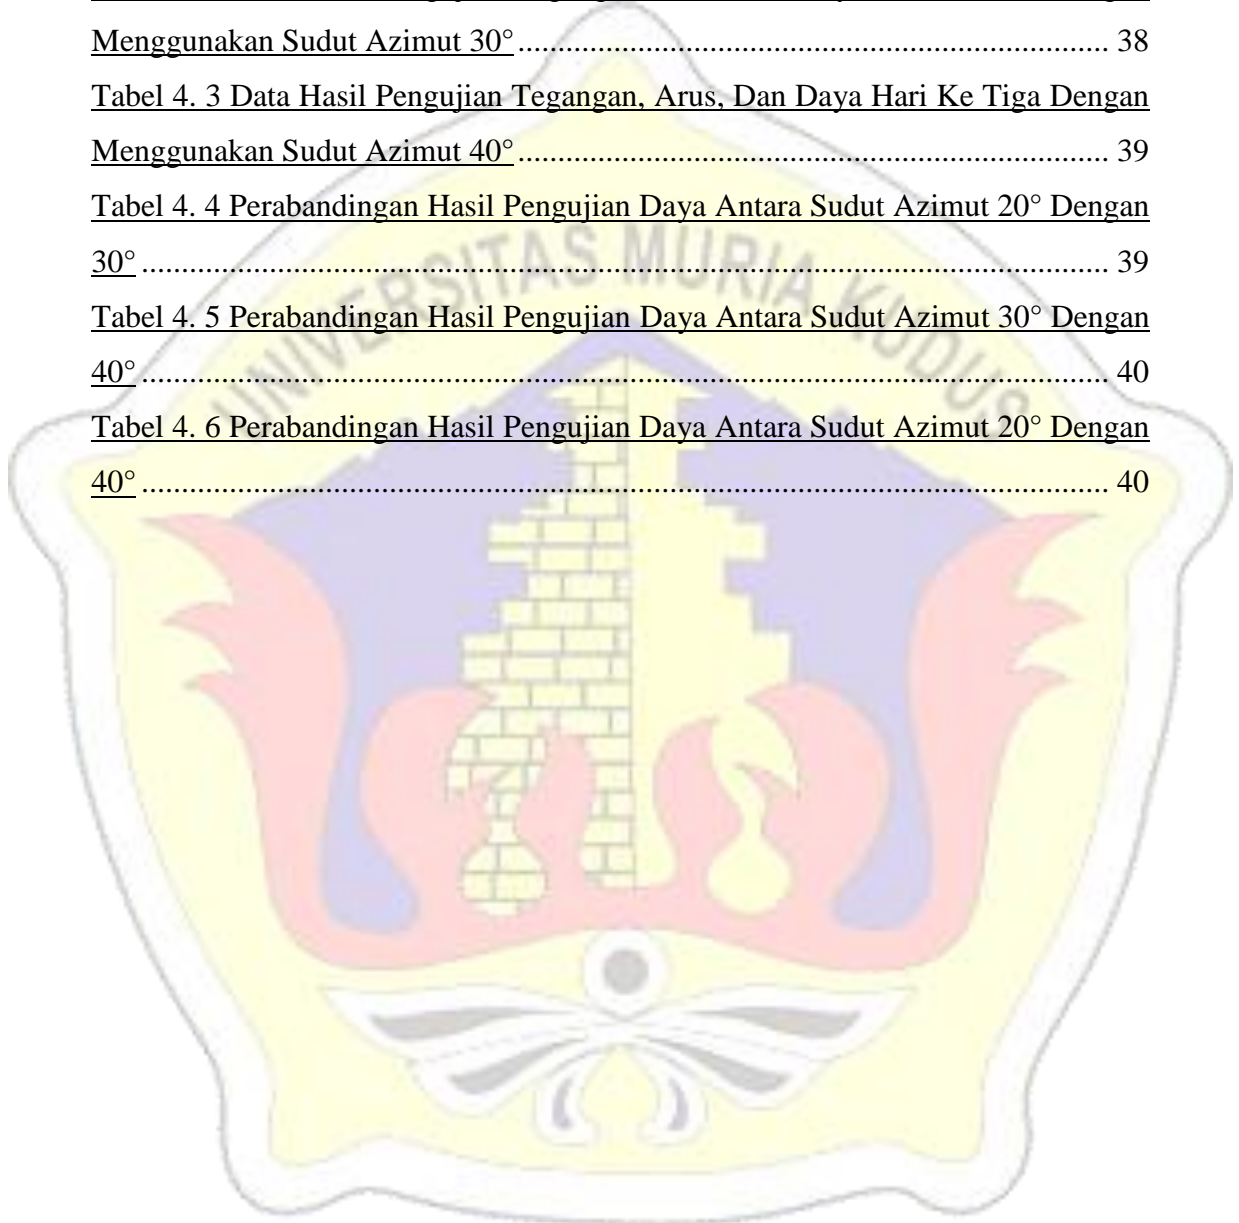 Menggunakan Sudut Azimut 30° ........................................................................ 38
Tabel 4. 3 Data Hasil Pengujian Tegangan, Arus, Dan Daya Hari Ke Tiga Dengan
Menggunakan Sudut Azimut 40° ........................................................................ 39
Tabel 4. 4 Perabandingan Hasil Pengujian Daya Antara Sudut Azimut 20° Dengan
30° ........................................................................ 39
Tabel 4. 5 Perabandingan Hasil Pengujian Daya Antara Sudut Azimut 30° Dengan
40° ........................................................................ 40
Tabel 4. 6 Perabandingan Hasil Pengujian Daya Antara Sudut Azimut 20° Dengan
40° ........................................................................ 40
UNIVERSITAS MURIA KUDUS